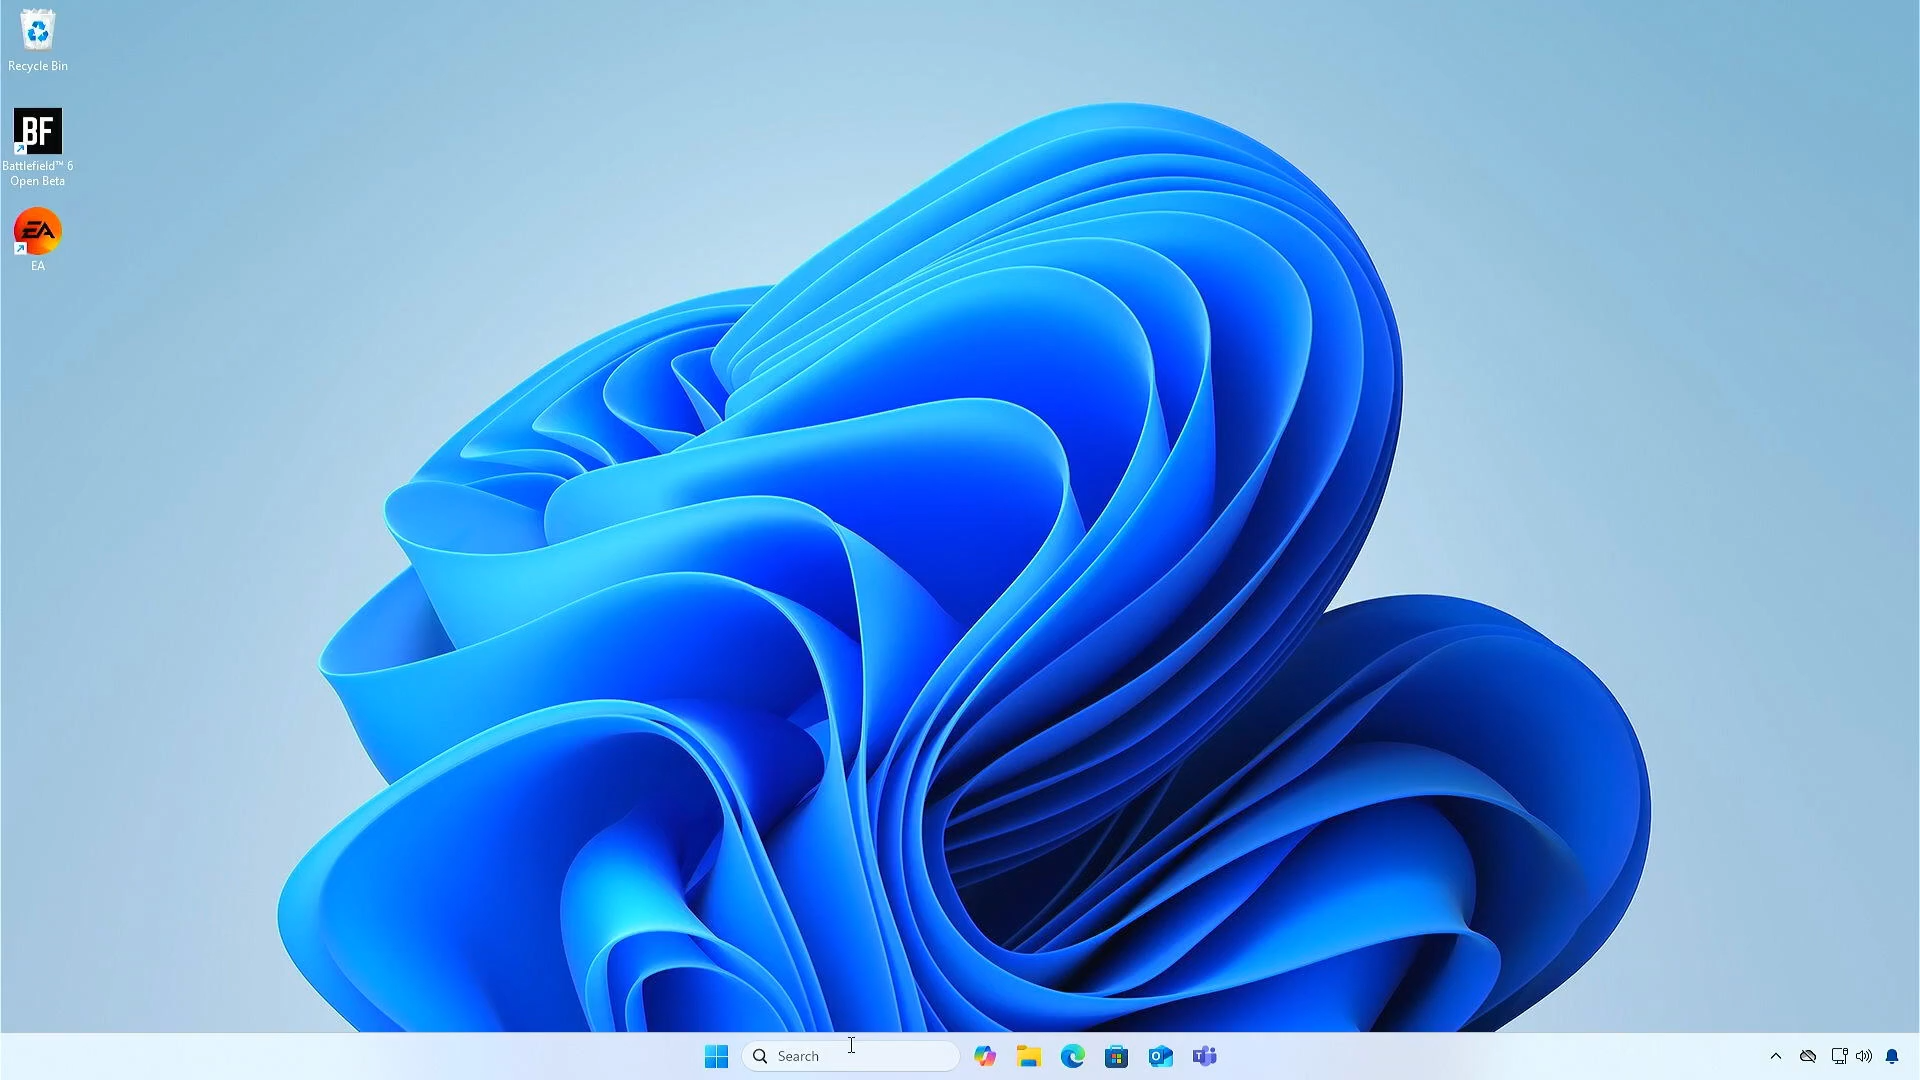 Recycle Bin
BF
Battlefield™ 6
Open Beta
EA
EA
Search